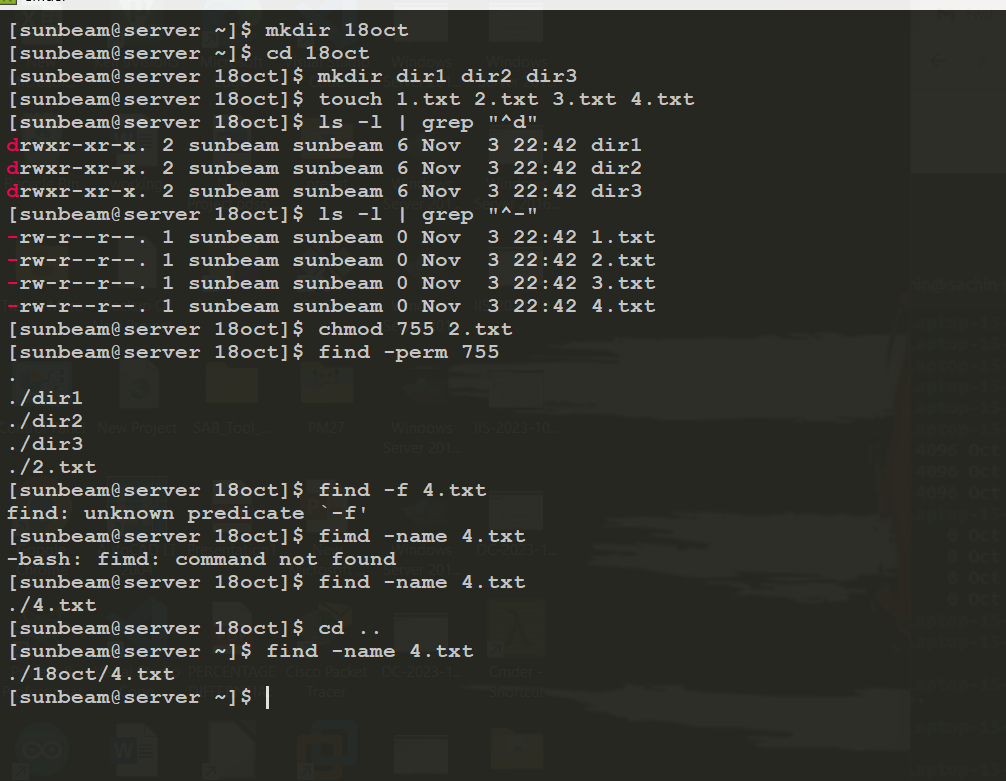 [sunbeam@server ~]$ mkdir 18oct
[sunbeam@server ~]$ cd 18oct
[sunbeam@server 18oct]$ mkdir dir1 dir2 dir3
[sunbeam@server 18oct]$ touch 1.txt 2.txt 3.txt 4.txt
[sunbeam@server 18oct]$ ls -l | grep "^d"
drwxr-xr-x. 2 sunbeam sunbeam 6 Nov  3 22:42 dir1
drwxr-xr-x. 2 sunbeam sunbeam 6 Nov  3 22:42 dir2
drwxr-xr-x. 2 sunbeam sunbeam 6 Nov  3 22:42 dir3
[sunbeam@server 18oct]$ ls -l | grep "^-"
-rw-r--r--. 1 sunbeam sunbeam 0 Nov  3 22:42 1.txt
-rw-r--r--. 1 sunbeam sunbeam 0 Nov  3 22:42 2.txt
-rw-r--r--. 1 sunbeam sunbeam 0 Nov  3 22:42 3.txt
-rw-r--r--. 1 sunbeam sunbeam 0 Nov  3 22:42 4.txt
[sunbeam@server 18oct]$ chmod 755 2.txt
[sunbeam@server 18oct]$ find -perm 755
.
./dir1
./dir2
./dir3
./2.txt
[sunbeam@server 18oct]$ find -f 4.txt
find: unknown predicate `-f'
[sunbeam@server 18oct]$ fimd -name 4.txt
-bash: fimd: command not found
[sunbeam@server 18oct]$ find -name 4.txt
./4.txt
[sunbeam@server 18oct]$ cd ..
[sunbeam@server ~]$ find -name 4.txt
./18oct/4.txt
[sunbeam@server ~]$